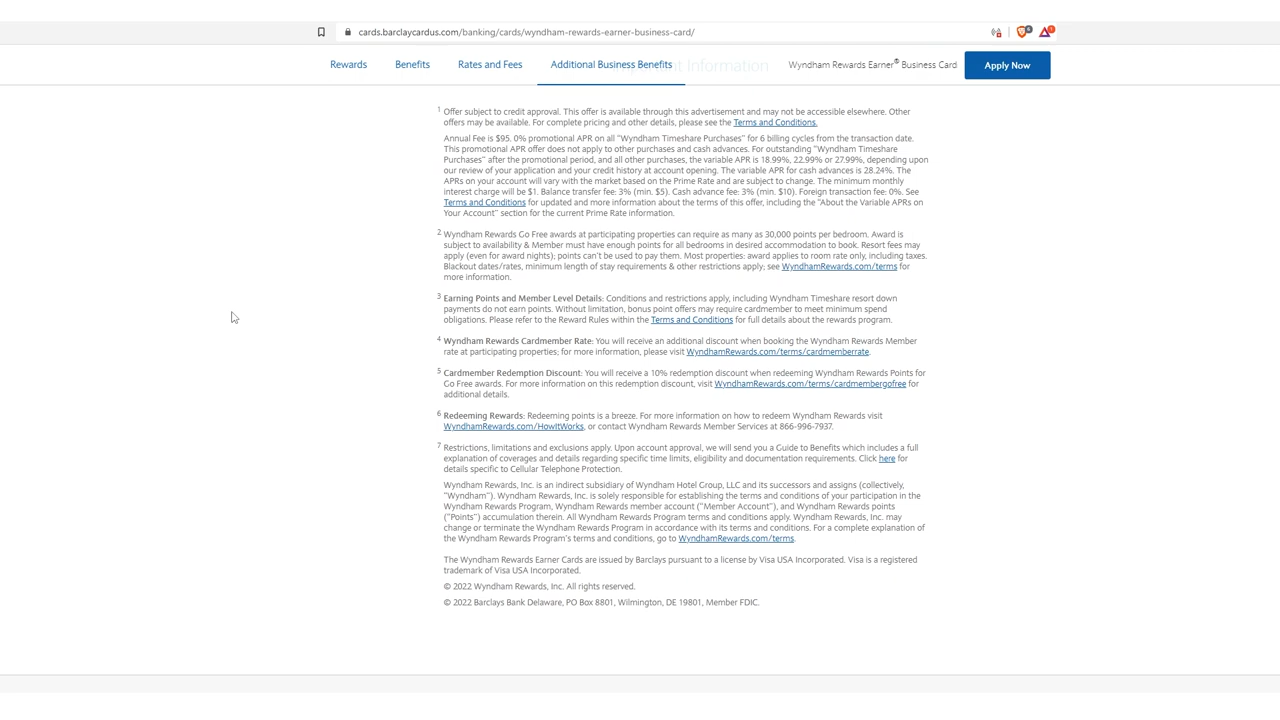 cards.barclaycardus.com/banking/cards/wyndham-rewards-earner-business-card/
Rewards Benefits Rates and Fees Additional Business Benefits Information Wyndham Rewards Earner® Business Card Apply Now
1 Offer subject to credit approval. This offer is available through this advertisement and may not be accessible elsewhere. Other
offers may be available. For complete pricing and other details, please see the Terms and Conditions.
Annual Fee is $95. 0% promotional APR on all "Wyndham Timeshare Purchases" for 6 billing cycles from the transaction date.
This promotional APR offer does not apply to other purchases and cash advances. For outstanding "Wyndham Timeshare
Purchases" after the promotional period, and all other purchases, the variable APR is 18.99%, 22.99% or 27.99%, depending upon
our review of your application and your credit history at account opening. The variable APR for cash advances is 28.24%. The
APRs on your account will vary with the market based on the Prime Rate and are subject to change. The minimum monthly
interest charge will be $1. Balance transfer fee: 3% (min. $5). Cash advance fee: 3% (min. $10). Foreign transaction fee: 0%. See
Terms and Conditions for updated and more information about the terms of this offer, including the "About the Variable APRs on
Your Account" section for the current Prime Rate information.
2 Wyndham Rewards Go Free awards at participating properties can require as many as 30,000 points per bedroom. Award is
subject to availability & Member must have enough points for all bedrooms in desired accommodation to book. Resort fees may
apply (even for award nights); points can't be used to pay them. Most properties: award applies to room rate only, including taxes.
Blackout dates/rates, minimum length of stay requirements & other restrictions apply; see WyndhamRewards.com/terms for
more information.
3 Earning Points and Member Level Details: Conditions and restrictions apply, including Wyndham Timeshare resort down
payments do not earn points. Without limitation, bonus point offers may require cardmember to meet minimum spend
obligations. Please refer to the Reward Rules within the Terms and Conditions for full details about the rewards program.
4 Wyndham Rewards Cardmember Rate: You will receive an additional discount when booking the Wyndham Rewards Member
rate at participating properties; for more information, please visit WyndhamRewards.com/terms/cardmemberrate.
5 Cardmember Redemption Discount: You will receive a 10% redemption discount when redeeming Wyndham Rewards Points for
Go Free awards. For more information on this redemption discount, visit WyndhamRewards.com/terms/cardmembergofree for
additional details.
6 Redeeming Rewards: Redeeming points is a breeze. For more information on how to redeem Wyndham Rewards visit
WyndhamRewards.com/HowItWorks, or contact Wyndham Rewards Member Services at 866-996-7937.
7 Restrictions, limitations and exclusions apply. Upon account approval, we will send you a Guide to Benefits which includes a full
explanation of coverages and details regarding specific time limits, eligibility and documentation requirements. Click here for
details specific to Cellular Telephone Protection.
Wyndham Rewards, Inc. is an indirect subsidiary of Wyndham Hotel Group, LLC and its successors and assigns (collectively,
"Wyndham"). Wyndham Rewards, Inc. is solely responsible for establishing the terms and conditions of your participation in the
Wyndham Rewards Program, Wyndham Rewards member account ("Member Account"), and Wyndham Rewards points
("Points") accumulation therein. All Wyndham Rewards Program terms and conditions apply. Wyndham Rewards, Inc. may
change or terminate the Wyndham Rewards Program in accordance with its terms and conditions. For a complete explanation of
the Wyndham Rewards Program's terms and conditions, go to WyndhamRewards.com/terms.
The Wyndham Rewards Earner Cards are issued by Barclays pursuant to a license by Visa USA Incorporated. Visa is a registered
trademark of Visa USA Incorporated.
© 2022 Wyndham Rewards, Inc. All rights reserved.
© 2022 Barclays Bank Delaware, PO Box 8801, Wilmington, DE 19801, Member FDIC.